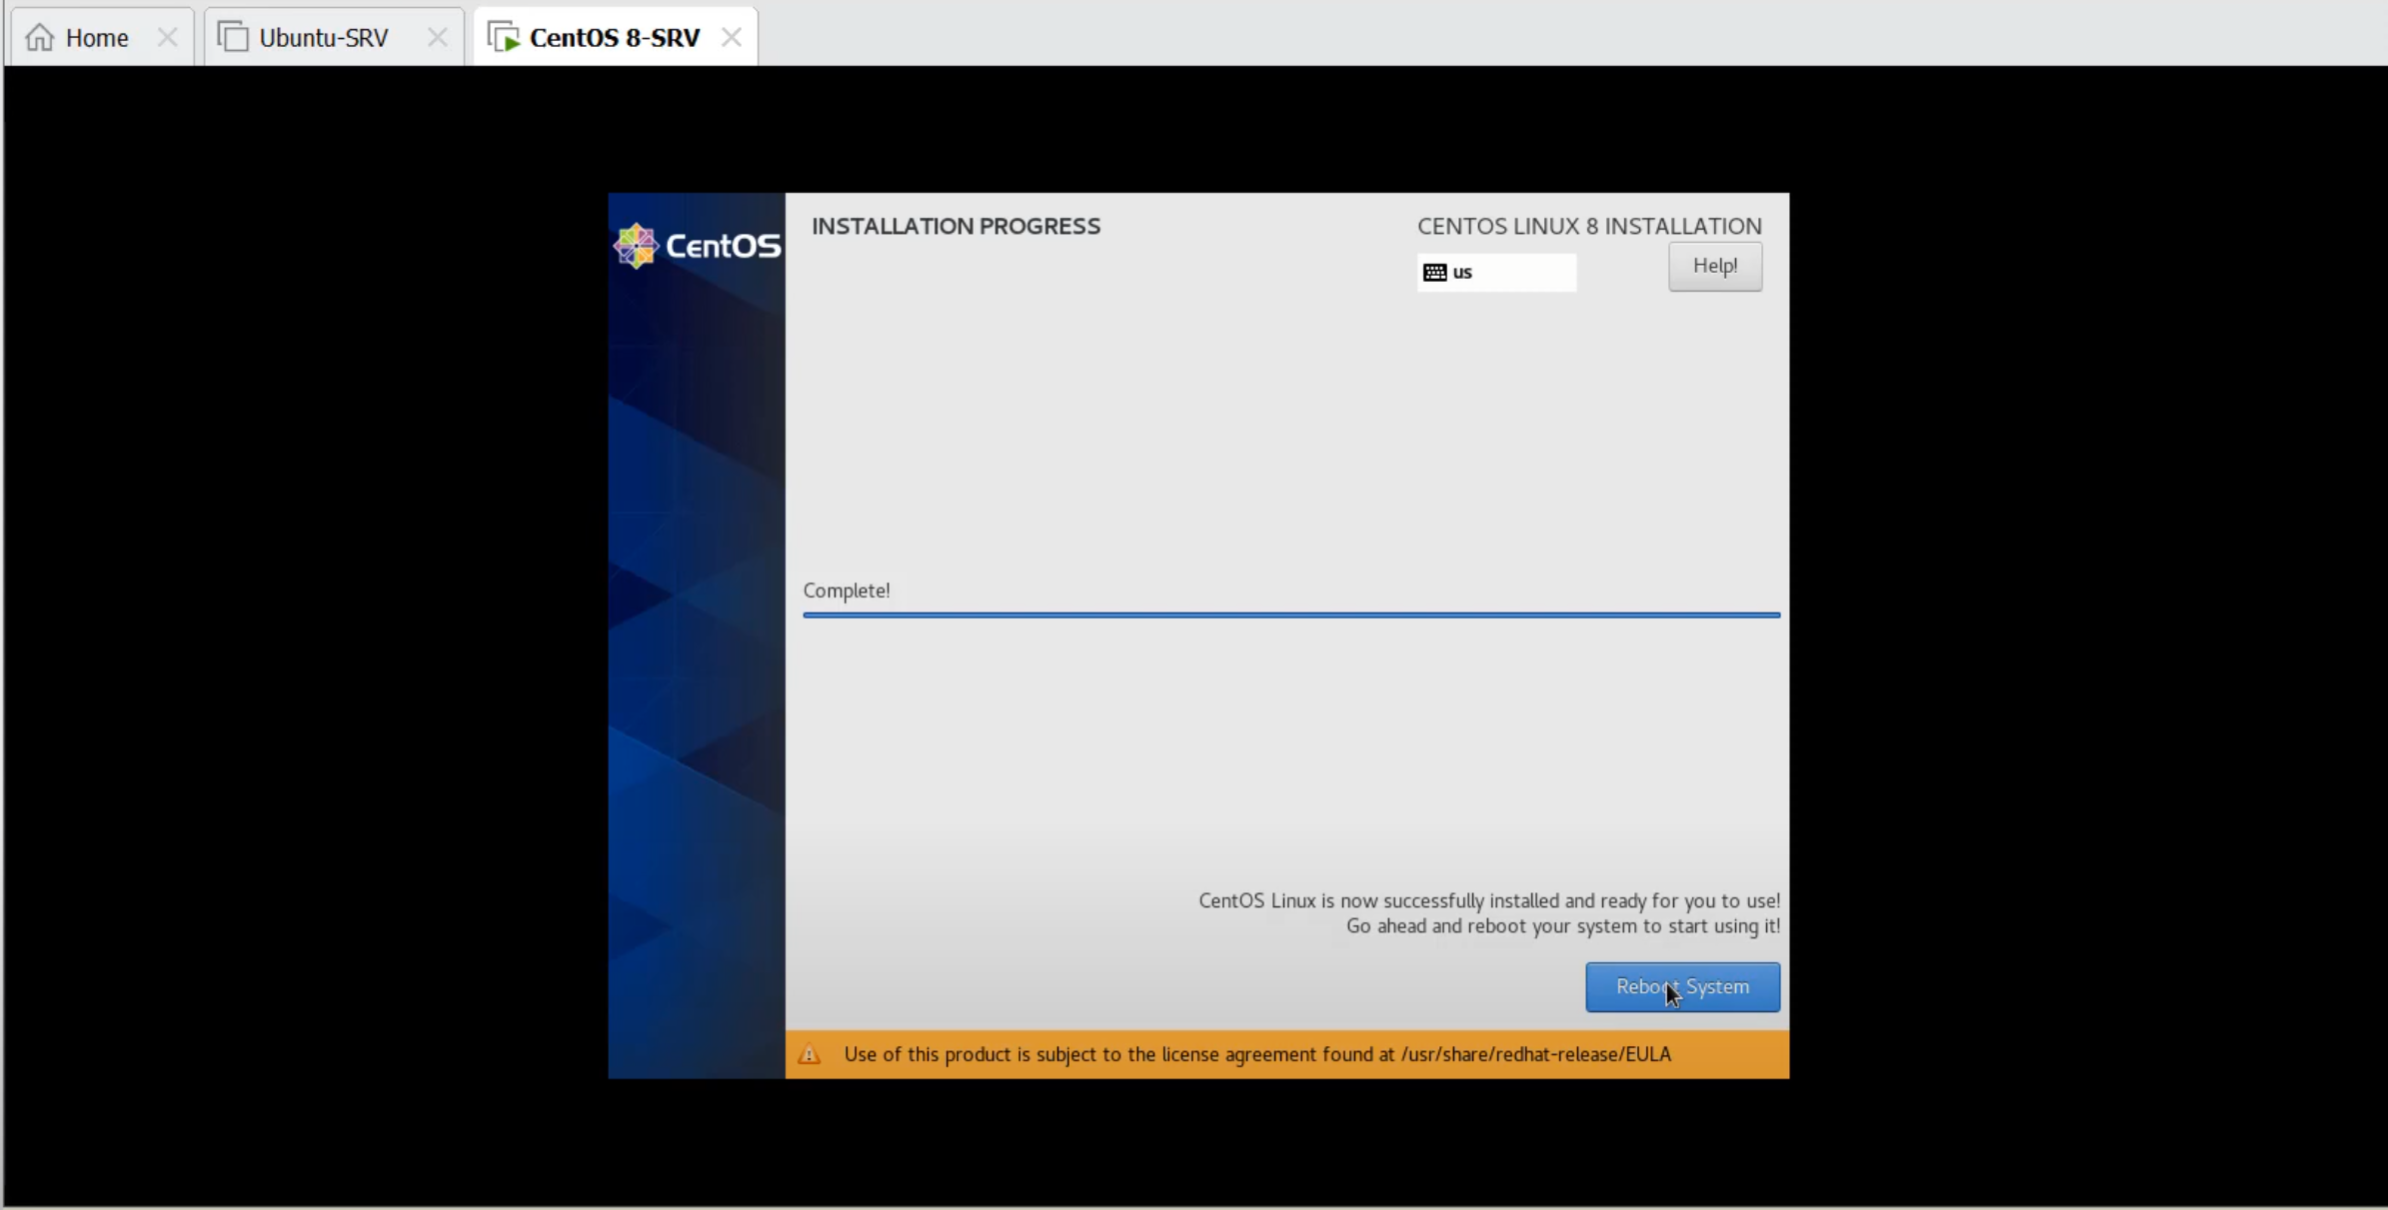 Home
Ubuntu-SRV
CentOS 8-SRV
CentOS
INSTALLATION PROGRESS
CENTOS LINUX 8 INSTALLATION
us
Help!
Complete!
CentOS Linux is now successfully installed and ready for you to use!
Go ahead and reboot your system to start using it!
Reboot System
Use of this product is subject to the license agreement found at /usr/share/redhat-release/EULA